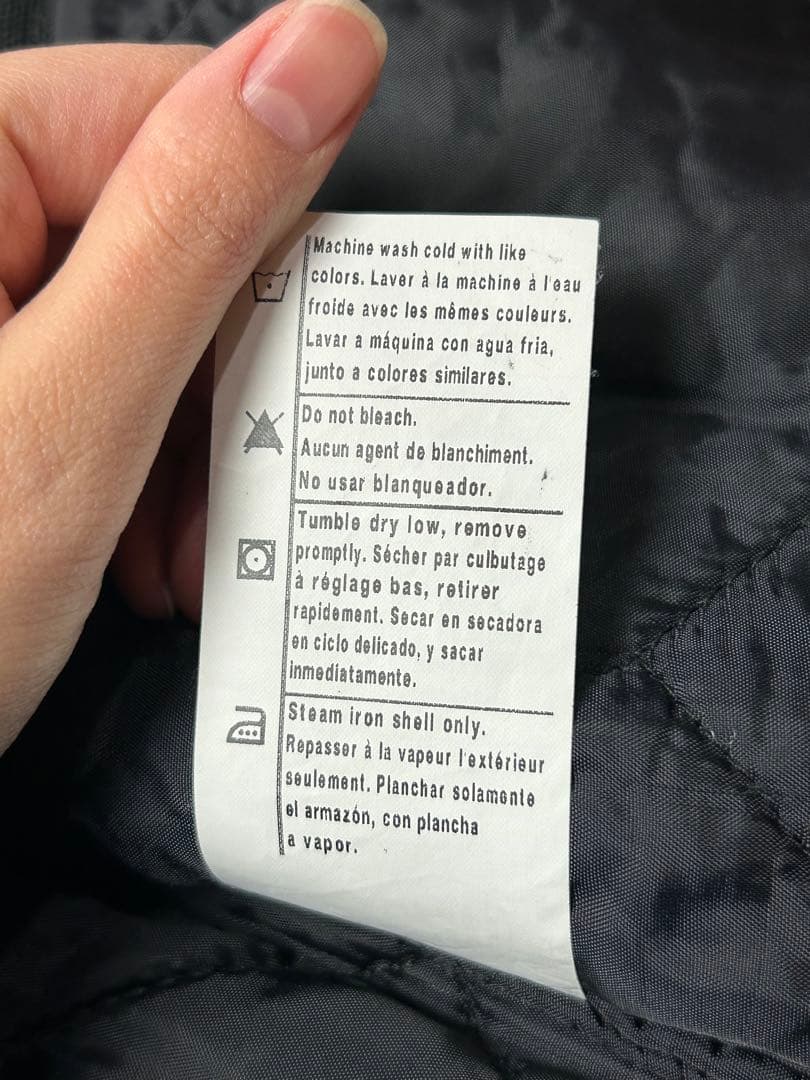 Machine wash cold with like
colors. Laver à la machine à l'eau
froide avec les mêmes couleurs.
Lavar a máquina con agua fria,
junto a colores similares.
Do not bleach.
Aucun agent de blanchiment.
No usar blanqueador.
Tumble dry low, remove
promptly. Sécher par culbutage
à réglage bas, retirer
rapidement. Secar en secadora
en ciclo delicado, y sacar
inmediatamente.
Steam iron shell only.
Repasser à la vapeur l'extérieur
seulement. Planchar solamente
el armazón, con plancha
a vapor.